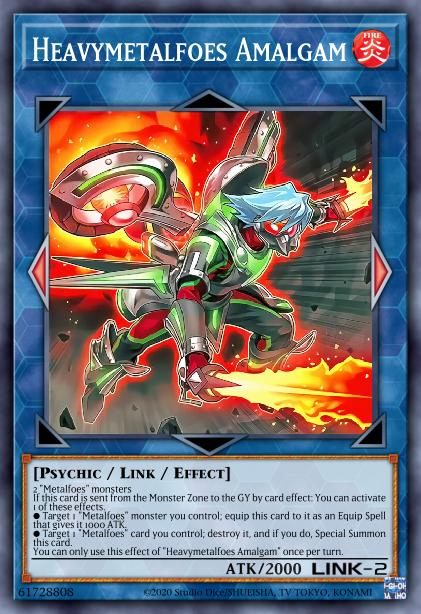 HEAVYMETALFOES AMALGAM
FIRE
炎
[PSYCHIC / LINK / EFFECT]
2 "Metalfoes" monsters
If this card is sent from the Monster Zone to the GY by card effect: You can activate
1 of these effects.
● Target 1 "Metalfoes" monster you control; equip this card to it as an Equip Spell
that gives it 1000 ATK.
● Target 1 "Metalfoes" card you control; destroy it, and if you do, Special Summon
this card.
You can only use this effect of "Heavymetalfoes Amalgam" once per turn.
ATK/2000 LINK-2
61728808 ©2020 Studio Dice/SHUEISHA, TV TOKYO, KONAMI